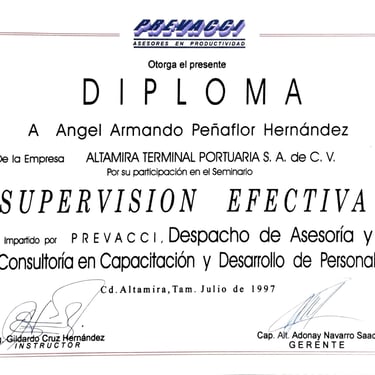 PREVACCI
ASESORES EN PRODUCTIVIDAD
Otorga el presente
DIPLOMA
A Angel Armando Peñaflor Hernández
De la Empresa ALTAMIRA TERMINAL PORTUARIA S. A. de C. V.
Por su participación en el Seminario
SUPERVISION EFECTIVA
Impartido por PREVACCI, Despacho de Asesoría y
Consultoría en Capacitación y Desarrollo de Personal
Cd. Altamira, Tam. Julio de 1997
g. Gildardo Cruz Hernández Cap. Alt. Adonay Navarro Saad
INSTRUCTOR GERENTE